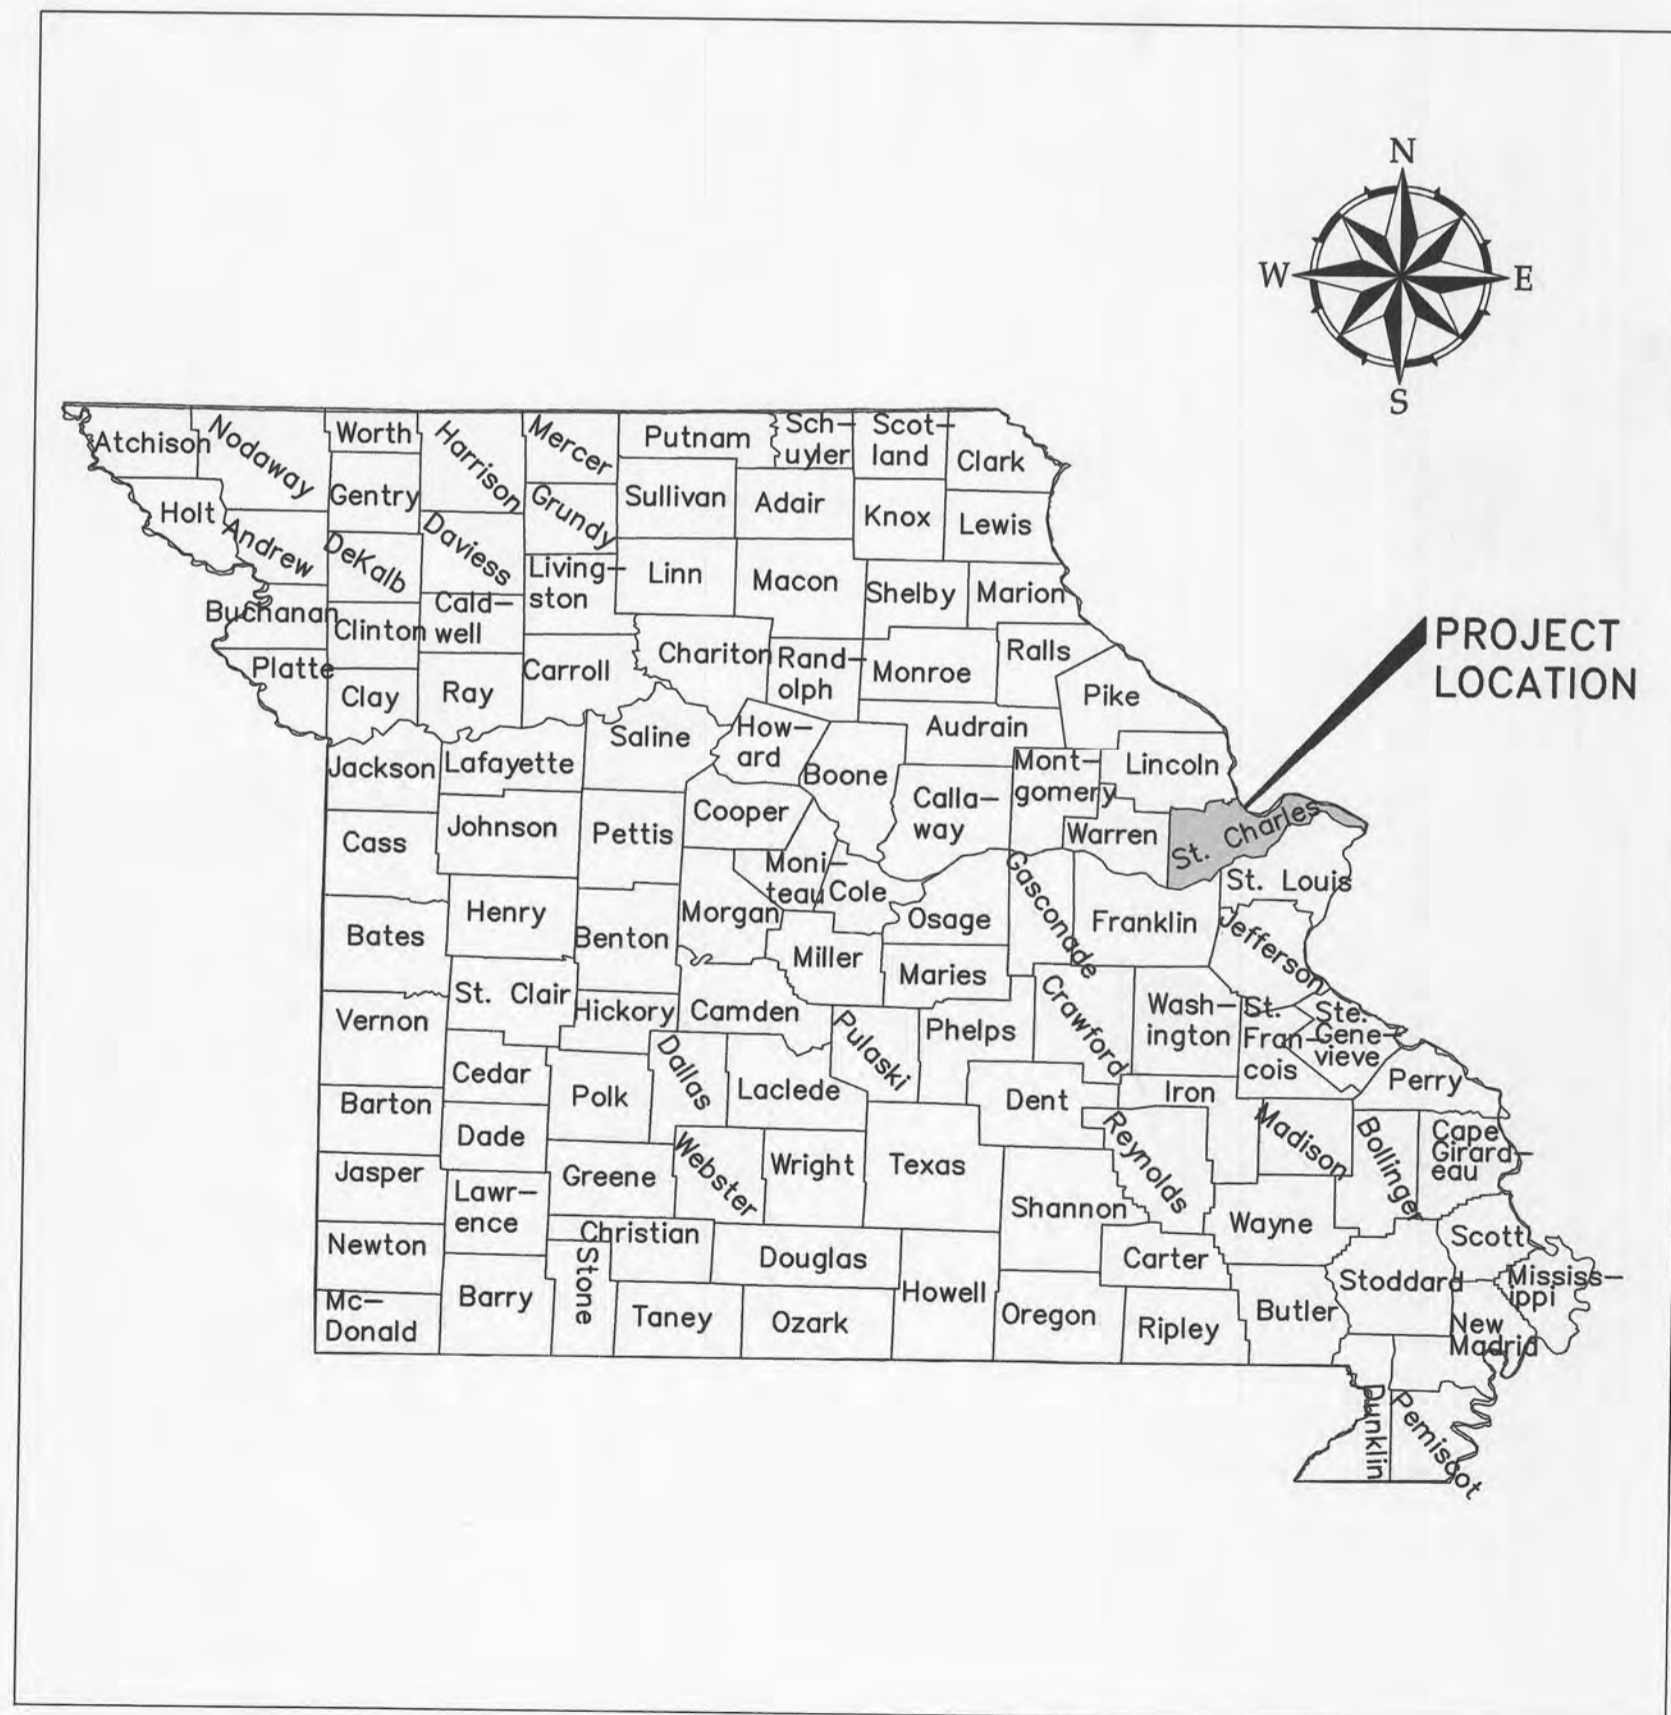 N
W
E
S
PROJECT
LOCATION
Atchison
Nodaway
Worth
Harrison
Mercer
Putnam
Sch-
uyler
Scot-
land
Clark
Holt
Andrew
Gentry
DeKalb
Daviess
Grundy
Sullivan
Adair
Knox
Lewis
Buchanan
Clinton
Cald-
well
Living-
ston
Linn
Macon
Shelby
Marion
Platte
Clay
Ray
Carroll
Chariton
Rand-
olph
Monroe
Ralls
Pike
Jackson
Lafayette
Saline
How-
ard
Boone
Audrain
Calla-
way
Mont-
gomery
Lincoln
Warren
St. Charles
St. Louis
Cass
Johnson
Pettis
Cooper
Moni-
teau
Cole
Osage
Gasconade
Franklin
Jefferson
Bates
Henry
Benton
Morgan
Miller
Maries
Vernon
St. Clair
Hickory
Camden
Pulaski
Phelps
Crawford
Wash-
ington
St.
Fran-
cois
Ste.
Gene-
vieve
Perry
Barton
Cedar
Polk
Dallas
Laclede
Dent
Iron
Reynolds
Madison
Bollinger
Cape
Girard-
eau
Jasper
Dade
Greene
Webster
Wright
Texas
Shannon
Wayne
Scott
Newton
Lawr-
ence
Christian
Stone
Douglas
Howell
Carter
Stoddard
Mississ-
ippi
Mc-
Donald
Barry
Taney
Ozark
Oregon
Ripley
Butler
New
Madrid
Dunklin
Pemiscot